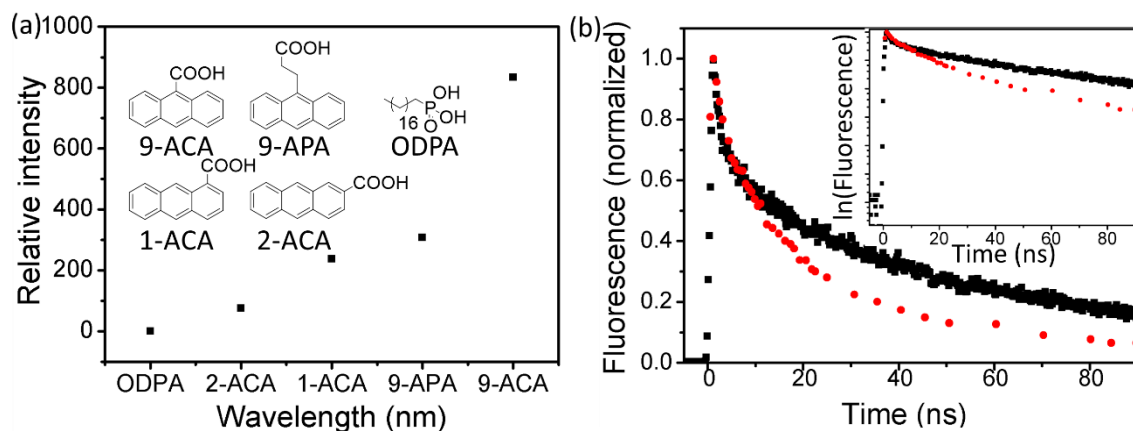 (a)
1000
800
600
400
200
0
Relative intensity
COOH
COOH
OH
P
OH
16
O
9-ACA 9-APA ODPA
COOH
COOH
1-ACA 2-ACA
ODPA 2-ACA 1-ACA 9-APA 9-ACA
Wavelength (nm)
(b)
1.0
0.8
0.6
0.4
0.2
0.0
Fluorescence (normalized)
0 20 40 60 80
Time (ns)
ln(Fluorescence)
0 20 40 60 80
Time (ns)